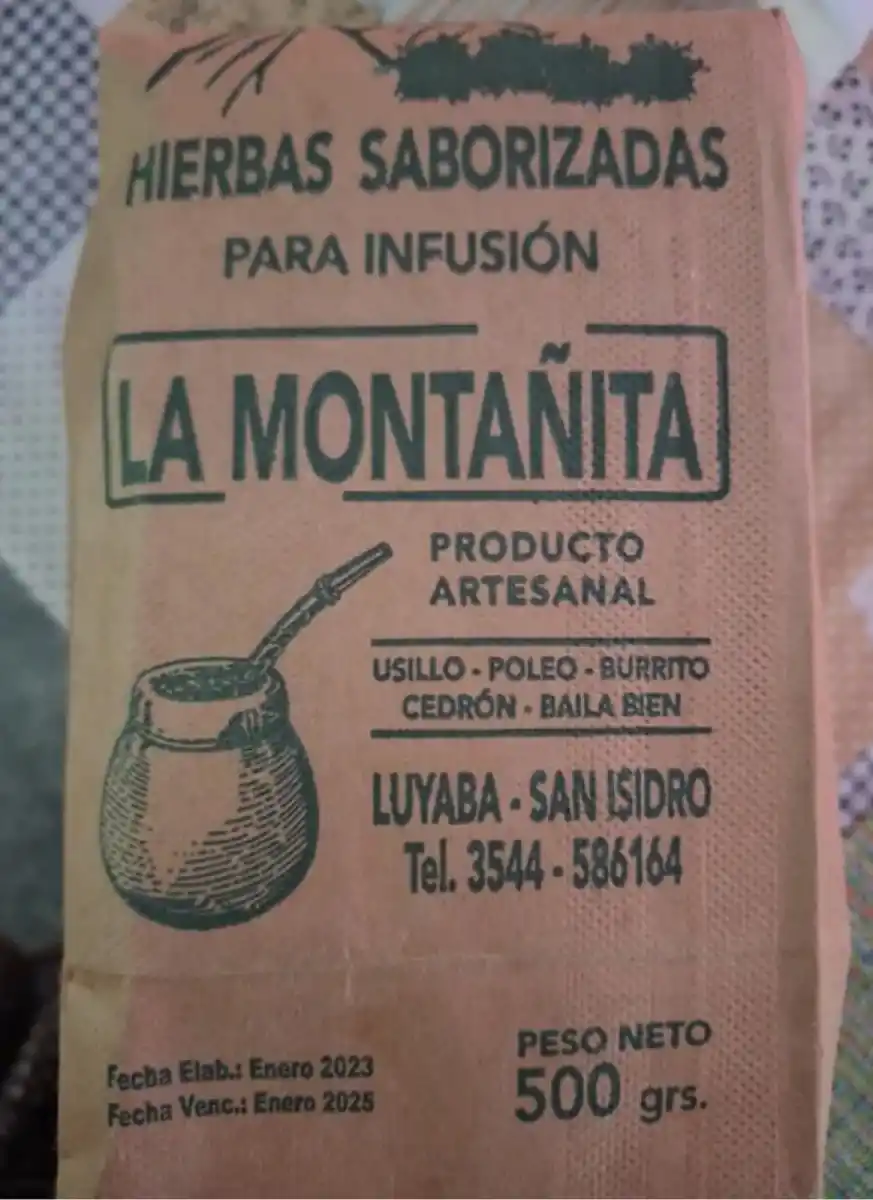 HIERBAS SABORIZADAS
PARA INFUSIÓN
LA MONTAÑITA
PRODUCTO
ARTESANAL
USILLO - POLEO - BURRITO
CEDRÓN - BAILA BIEN
LUYABA - SAN ISIDRO
Tel. 3544 - 586164
Fecha Elab.: Enero 2023
Fecha Venc.: Enero 2025
PESO NETO
500 grs.